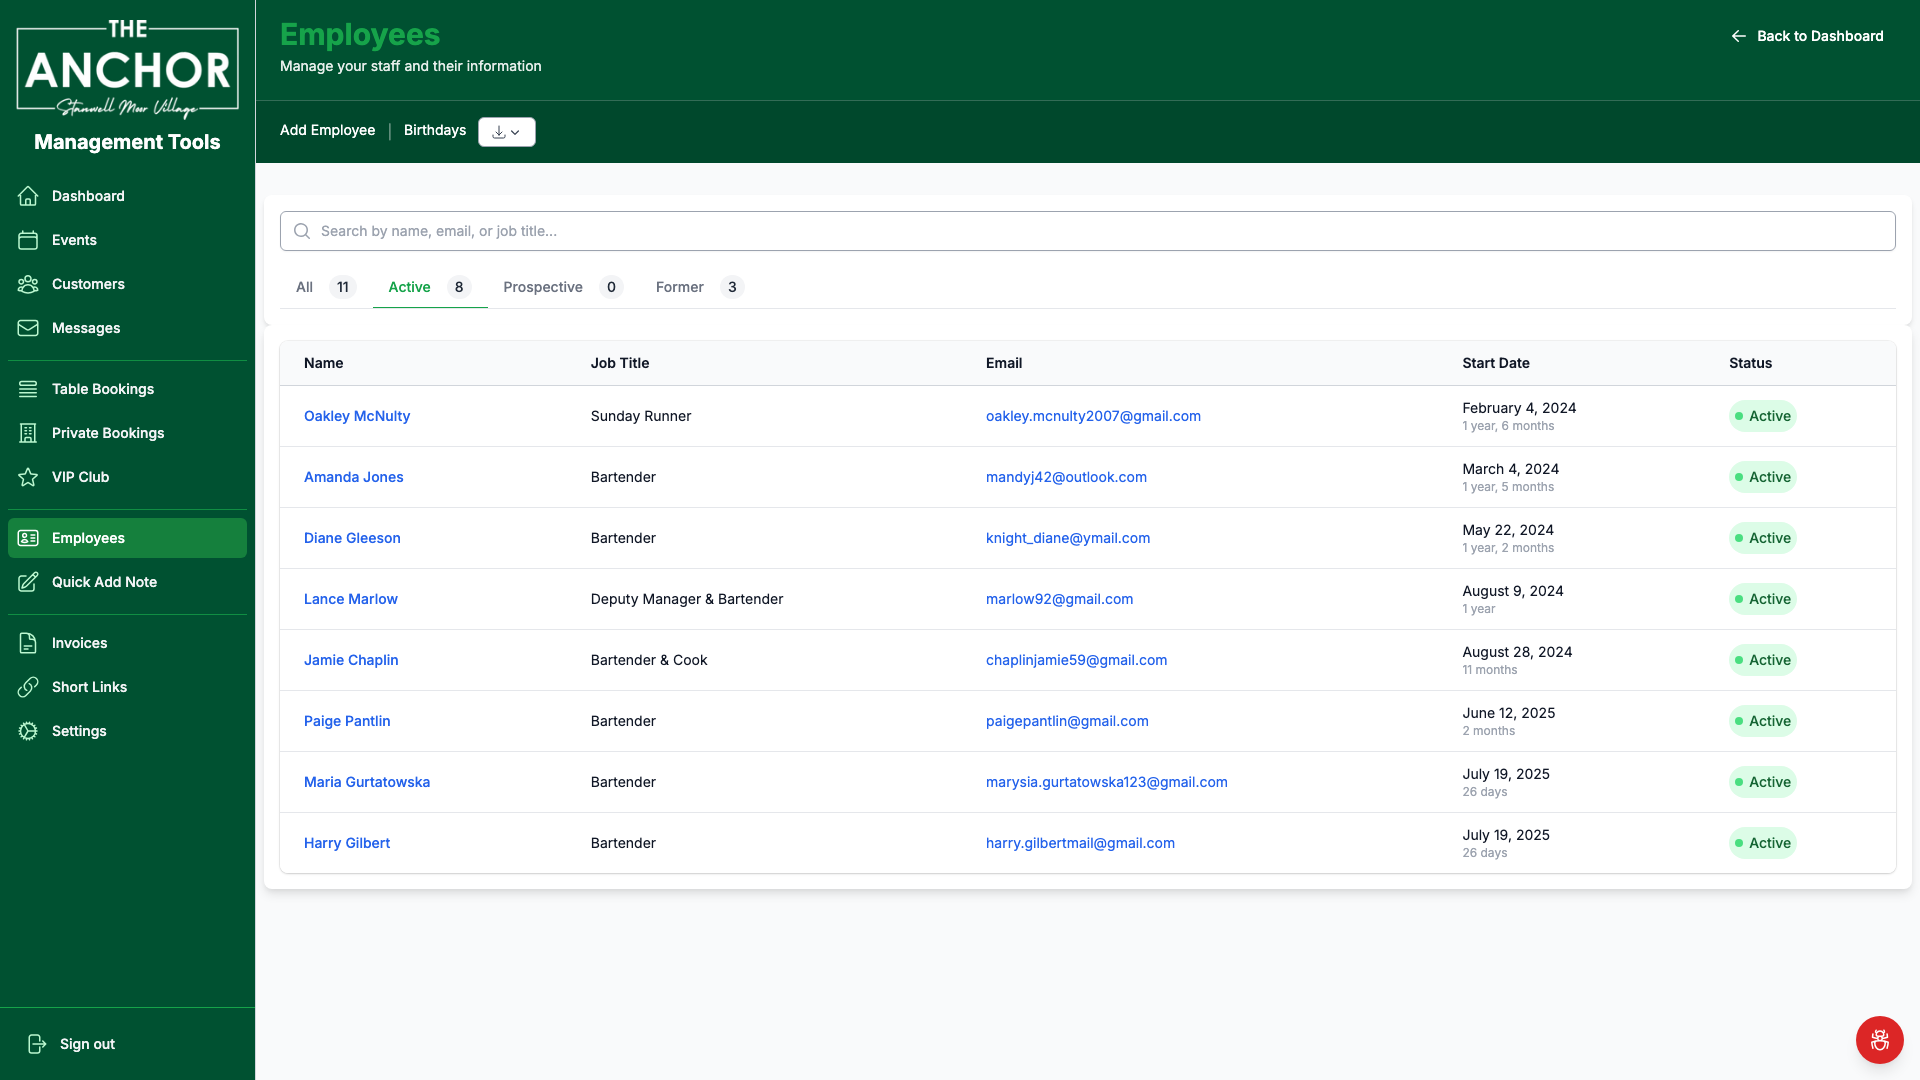 THE
ANCHOR
Stanwell Moor Village
Management Tools
Dashboard
Events
Customers
Messages
Table Bookings
Private Bookings
VIP Club
Employees
Quick Add Note
Invoices
Short Links
Settings
Sign out
Employees
Manage your staff and their information
Back to Dashboard
Add Employee | Birthdays
Search by name, email, or job title...
All 11 Active 8 Prospective 0 Former 3
Name Job Title Email Start Date Status
Oakley McNulty Sunday Runner oakley.mcnulty2007@gmail.com February 4, 2024 Active
1 year, 6 months
Amanda Jones Bartender mandyj42@outlook.com March 4, 2024 Active
1 year, 5 months
Diane Gleeson Bartender knight_diane@ymail.com May 22, 2024 Active
1 year, 2 months
Lance Marlow Deputy Manager & Bartender marlow92@gmail.com August 9, 2024 Active
1 year
Jamie Chaplin Bartender & Cook chaplinjamie59@gmail.com August 28, 2024 Active
11 months
Paige Pantlin Bartender paigepantlin@gmail.com June 12, 2025 Active
2 months
Maria Gurtatowska Bartender marysia.gurtatowska123@gmail.com July 19, 2025 Active
26 days
Harry Gilbert Bartender harry.gilbertmail@gmail.com July 19, 2025 Active
26 days